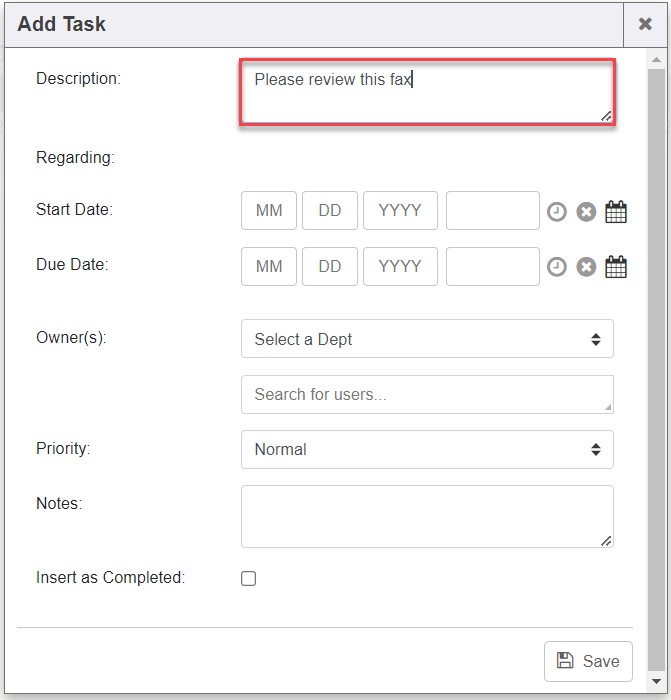 Add Task
Description:
Please review this fax
Regarding:
Start Date:
MM DD YYYY
Due Date:
MM DD YYYY
Owner(s):
Select a Dept
Search for users...
Priority:
Normal
Notes:
Insert as Completed:
Save